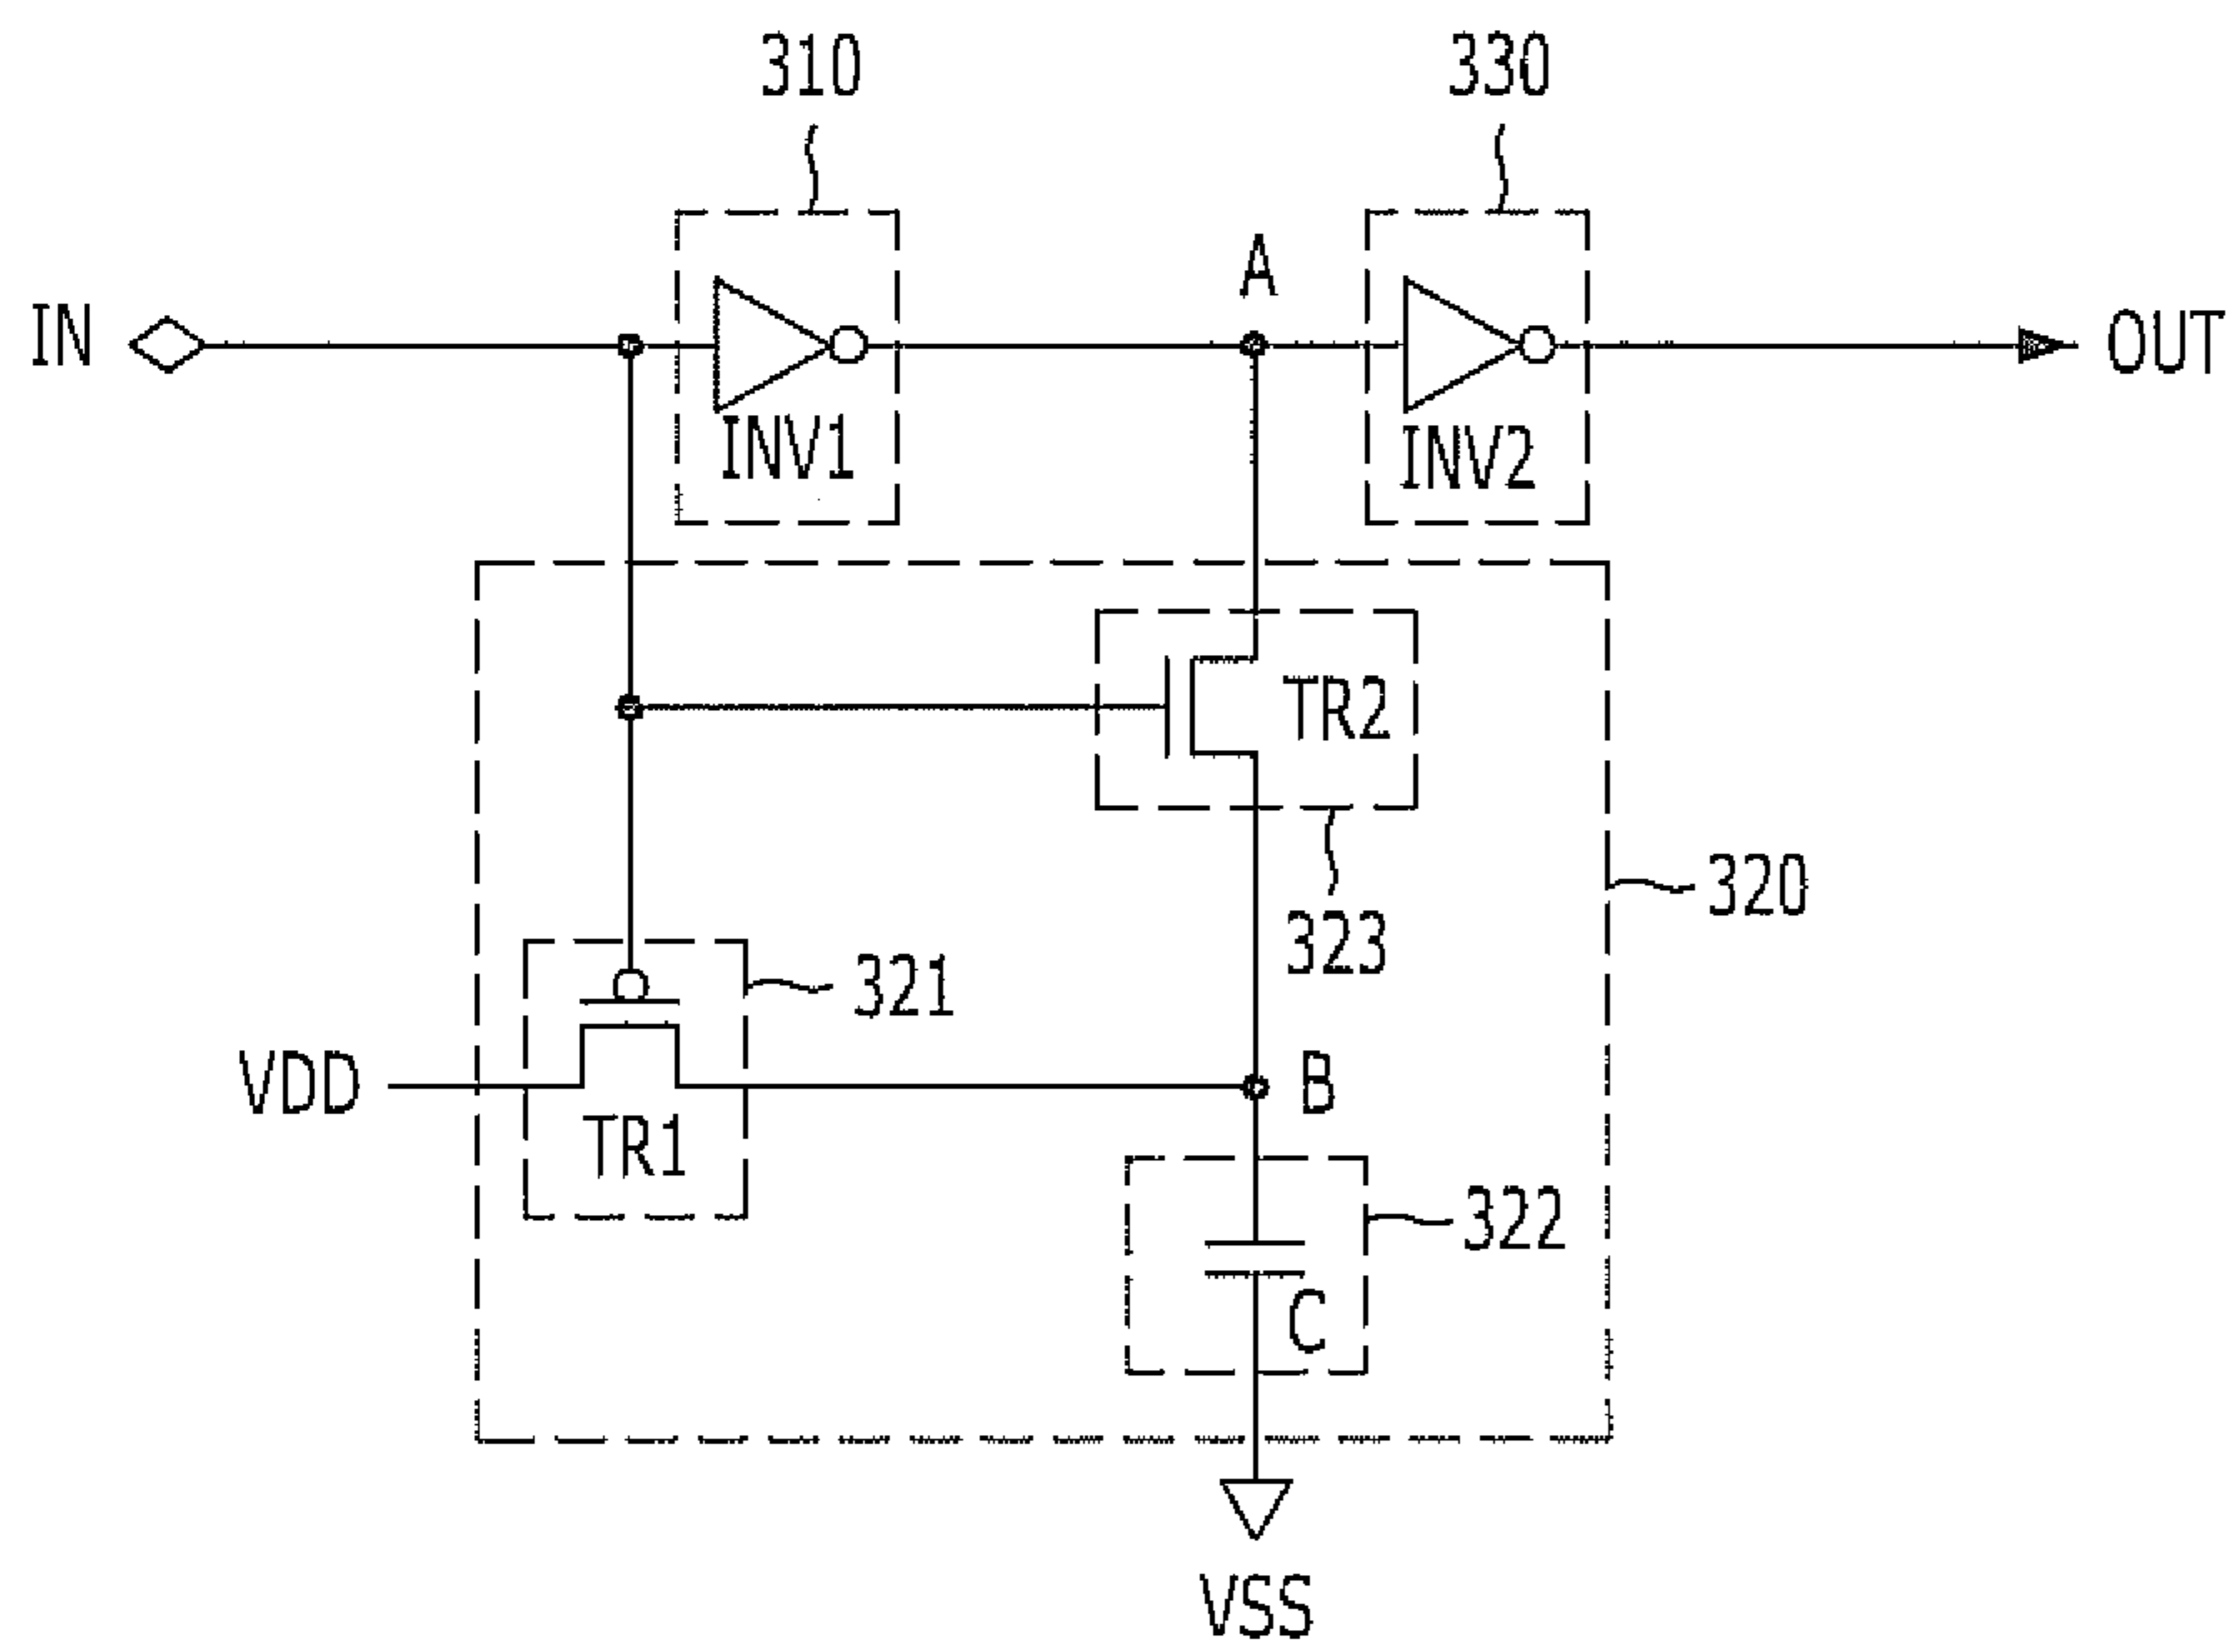 310
330
A
IN
OUT
INV1
INV2
TR2
320
323
321
VDD
B
TR1
322
C
VSS